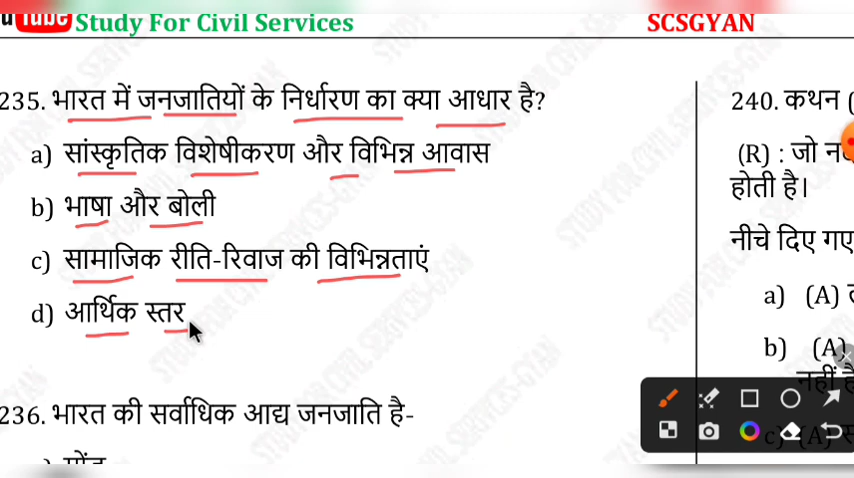 Tube Study For Civil Services
SCSGYAN
235. भारत में जनजातियों के निर्धारण का क्या आधार है?
a) सांस्कृतिक विशेषीकरण और विभिन्न आवास
b) भाषा और बोली
c) सामाजिक रीति-रिवाज की विभिन्नताएं
d) आर्थिक स्तर
236. भारत की सर्वाधिक आद्य जनजाति है-
240. कथन (
(R) : जो
होती है।
नीचे दिए गए
a) (A)
b) (A)
नहीं है
c) (A)